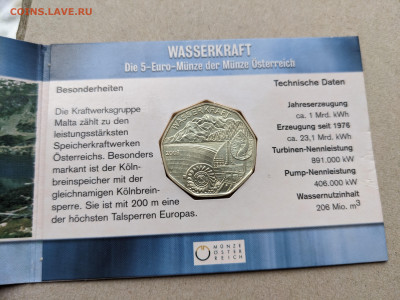 COINS.ЛАVE.RU
WASSERKRAFT
Die 5-Euro-Münze der Münze Österreich
Besonderheiten
Die Kraftwerksgruppe
Malta zählt zu den
leistungsstärksten
Speicherkraftwerken
Österreichs. Besonders
markant ist der Köln-
breinspeicher mit der
gleichnamigen Kölnbrein-
sperre. Sie ist mit 200 m eine
der höchsten Talsperren Europas.
Technische Daten
Jahreserzeugung
ca. 1 Mrd. kWh
Erzeugung seit 1976
ca. 23,1 Mrd. kWh
Turbinen-Nennleistung
891.000 kW
Pump-Nennleistung
406.000 kW
Wassernutzinhalt
206 Mio. m³
MÜNZE
ÖSTERREICH